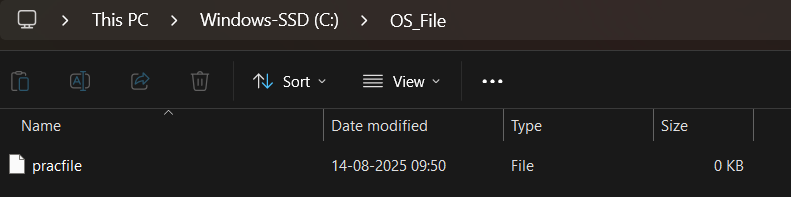 This PC > Windows-SSD (C:) > OS_File
Sort View
Name Date modified Type Size
pracfile 14-08-2025 09:50 File 0 KB